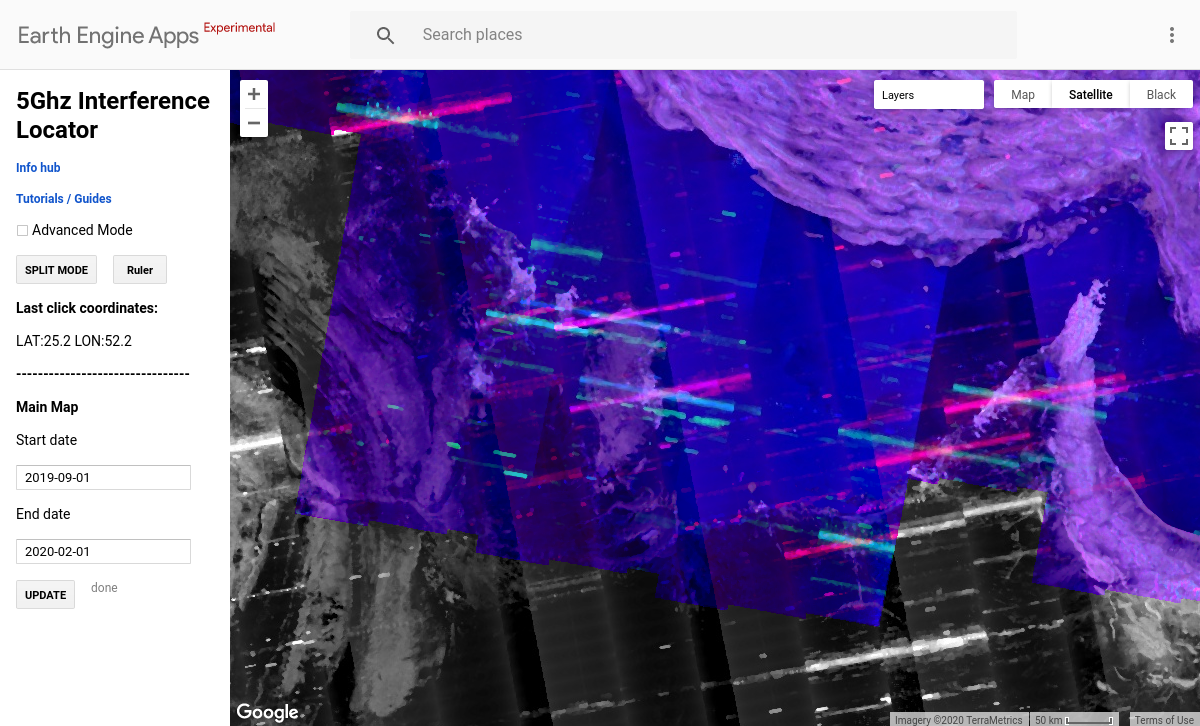 Earth Engine Apps Experimental
Search places
5Ghz Interference
Locator
Info hub
Tutorials / Guides
Advanced Mode
SPLIT MODE
Ruler
Last click coordinates:
LAT:25.2 LON:52.2
-------------------------------
Main Map
Start date
2019-09-01
End date
2020-02-01
UPDATE
done
+
−
Layers
Map
Satellite
Black
Google
Imagery ©2020 TerraMetrics
50 km
Terms of Use